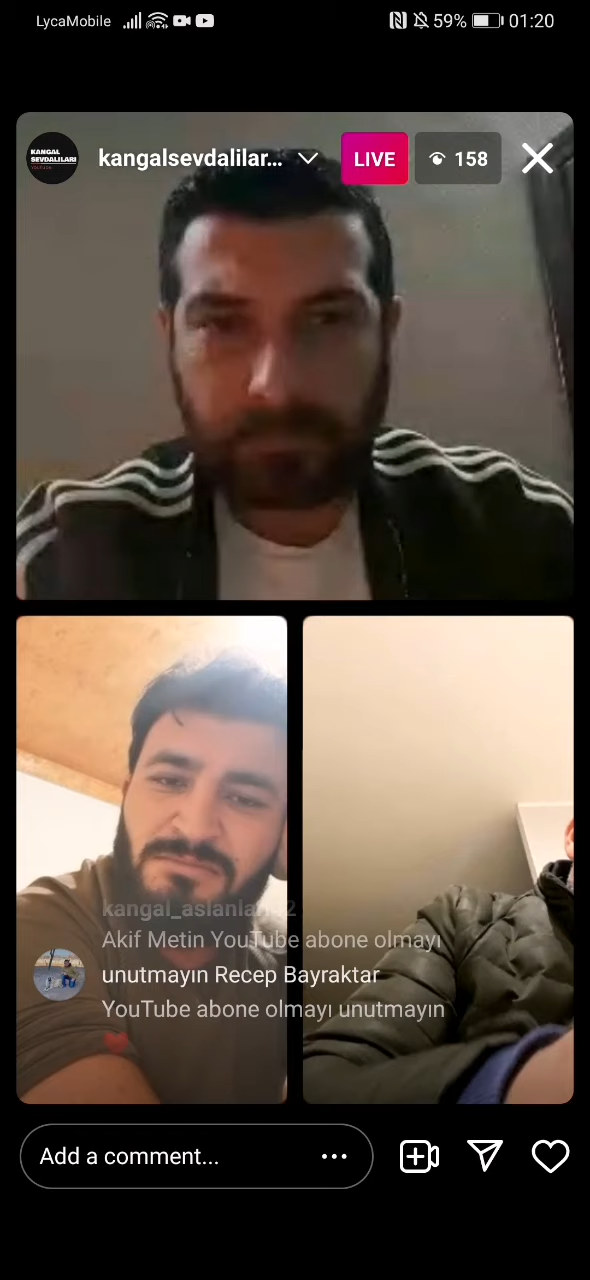 LycaMobile 59% 01:20
KANGAL
SEVDALILARI
YOUTUBE
kangalsevdalilar... LIVE 158
Akif Metin YouTube abone olmayı
unutmayın Recep Bayraktar
YouTube abone olmayı unutmayın
Add a comment...